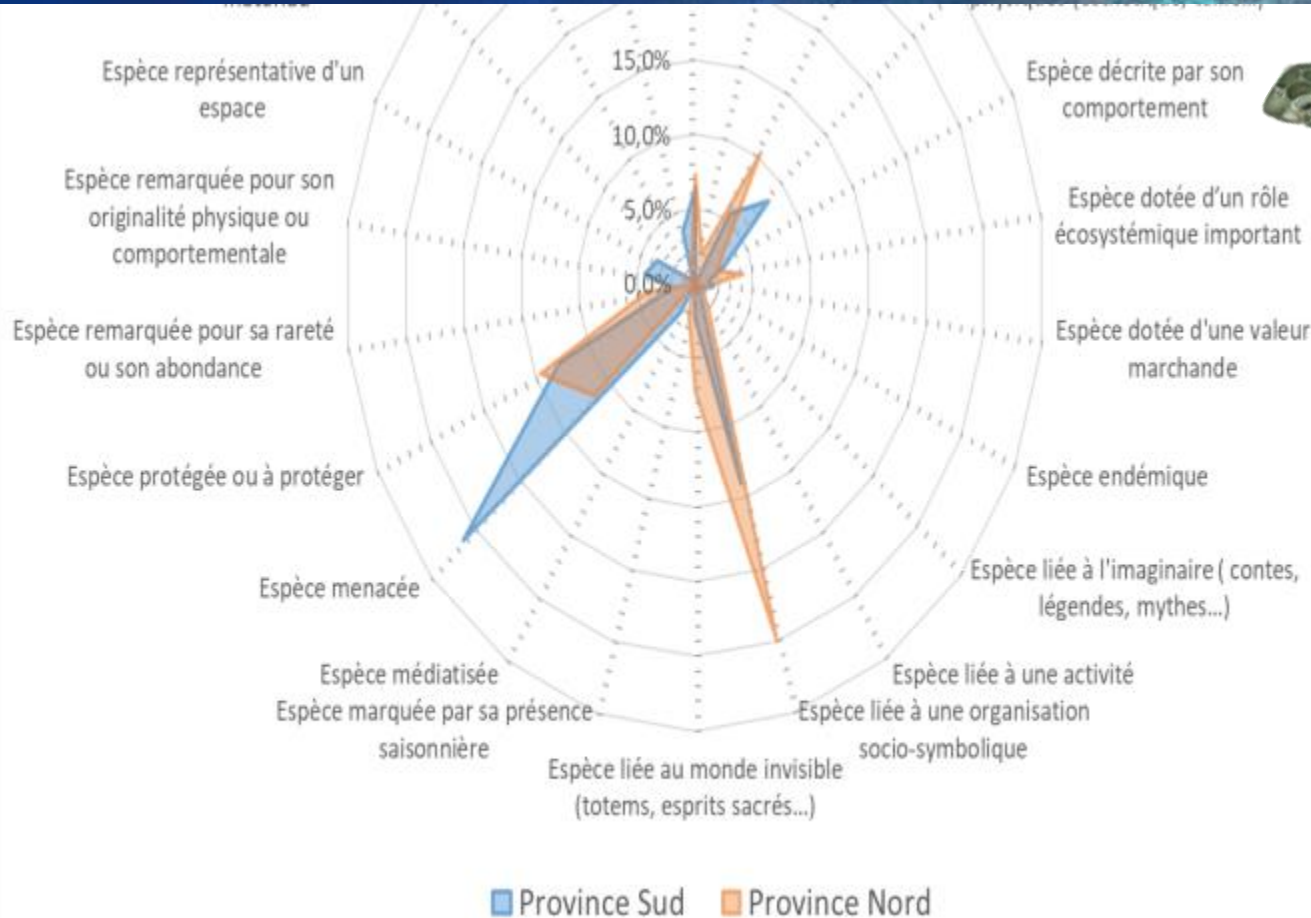 15,0%
Espèce représentative d'un
espace
Espèce décrite par son
comportement
10,0%
Espèce remarquée pour son
originalité physique ou
comportementale
5,0%
Espèce dotée d’un rôle
écosystémique important
0,0%
Espèce remarquée pour sa rareté
ou son abondance
Espèce dotée d'une valeur
marchande
Espèce protégée ou à protéger
Espèce endémique
Espèce menacée
Espèce liée à l'imaginaire ( contes,
légendes, mythes...)
Espèce médiatisée
Espèce liée à une activité
Espèce marquée par sa présence
saisonnière
Espèce liée à une organisation
socio-symbolique
Espèce liée au monde invisible
(totems, esprits sacrés...)
Province Sud
Province Nord